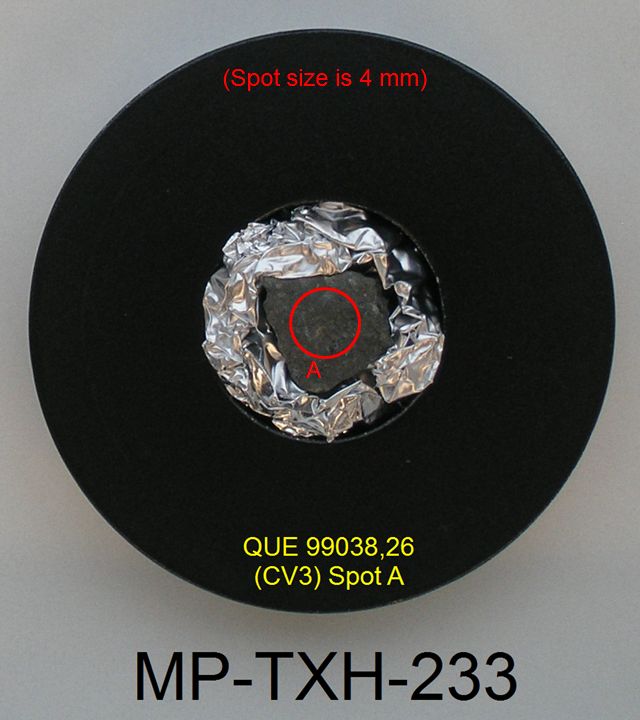 (Spot size is 4 mm)
A
QUE 99038,26
(CV3) Spot A
MP-TXH-233